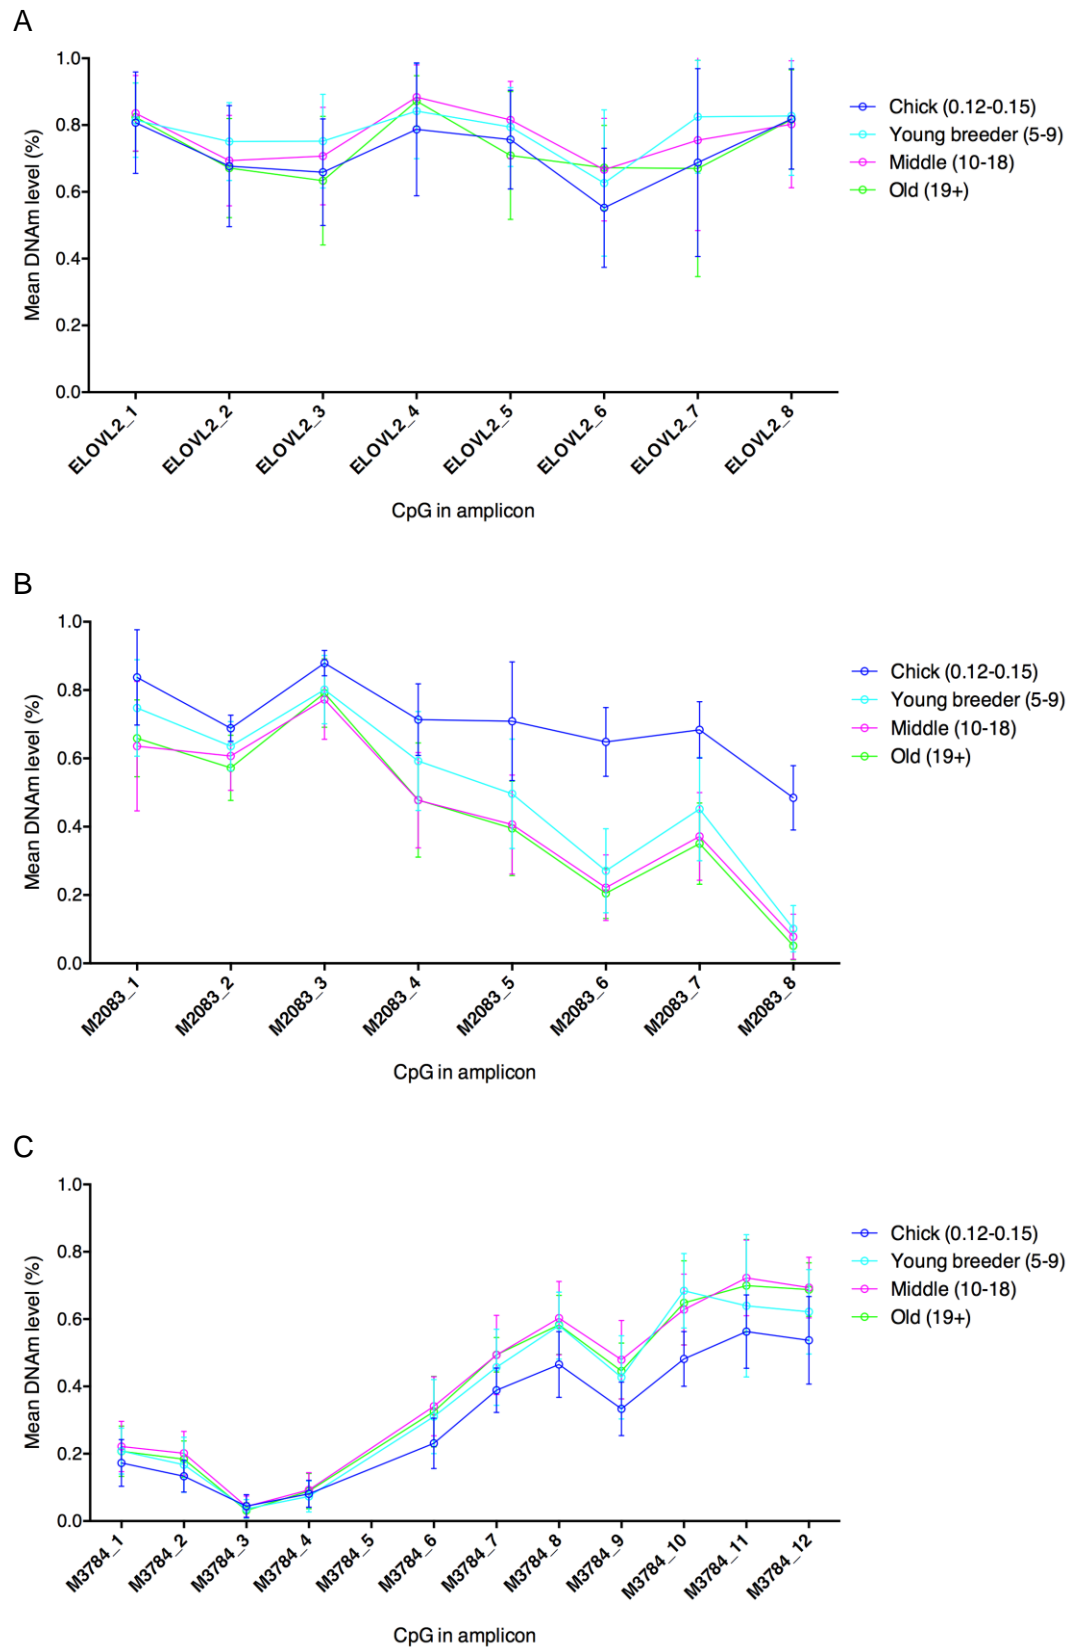 A
1.0
0.8
0.6
0.4
0.2
0.0
Mean DNAm level (%)
ELOVL2_1
ELOVL2_2
ELOVL2_3
ELOVL2_4
ELOVL2_5
ELOVL2_6
ELOVL2_7
ELOVL2_8
CpG in amplicon
Chick (0.12-0.15)
Young breeder (5-9)
Middle (10-18)
Old (19+)
B
1.0
0.8
0.6
0.4
0.2
0.0
Mean DNAm level (%)
M2083_1
M2083_2
M2083_3
M2083_4
M2083_5
M2083_6
M2083_7
M2083_8
CpG in amplicon
Chick (0.12-0.15)
Young breeder (5-9)
Middle (10-18)
Old (19+)
C
1.0
0.8
0.6
0.4
0.2
0.0
Mean DNAm level (%)
M3784_1
M3784_2
M3784_3
M3784_4
M3784_5
M3784_6
M3784_7
M3784_8
M3784_9
M3784_10
M3784_11
M3784_12
CpG in amplicon
Chick (0.12-0.15)
Young breeder (5-9)
Middle (10-18)
Old (19+)